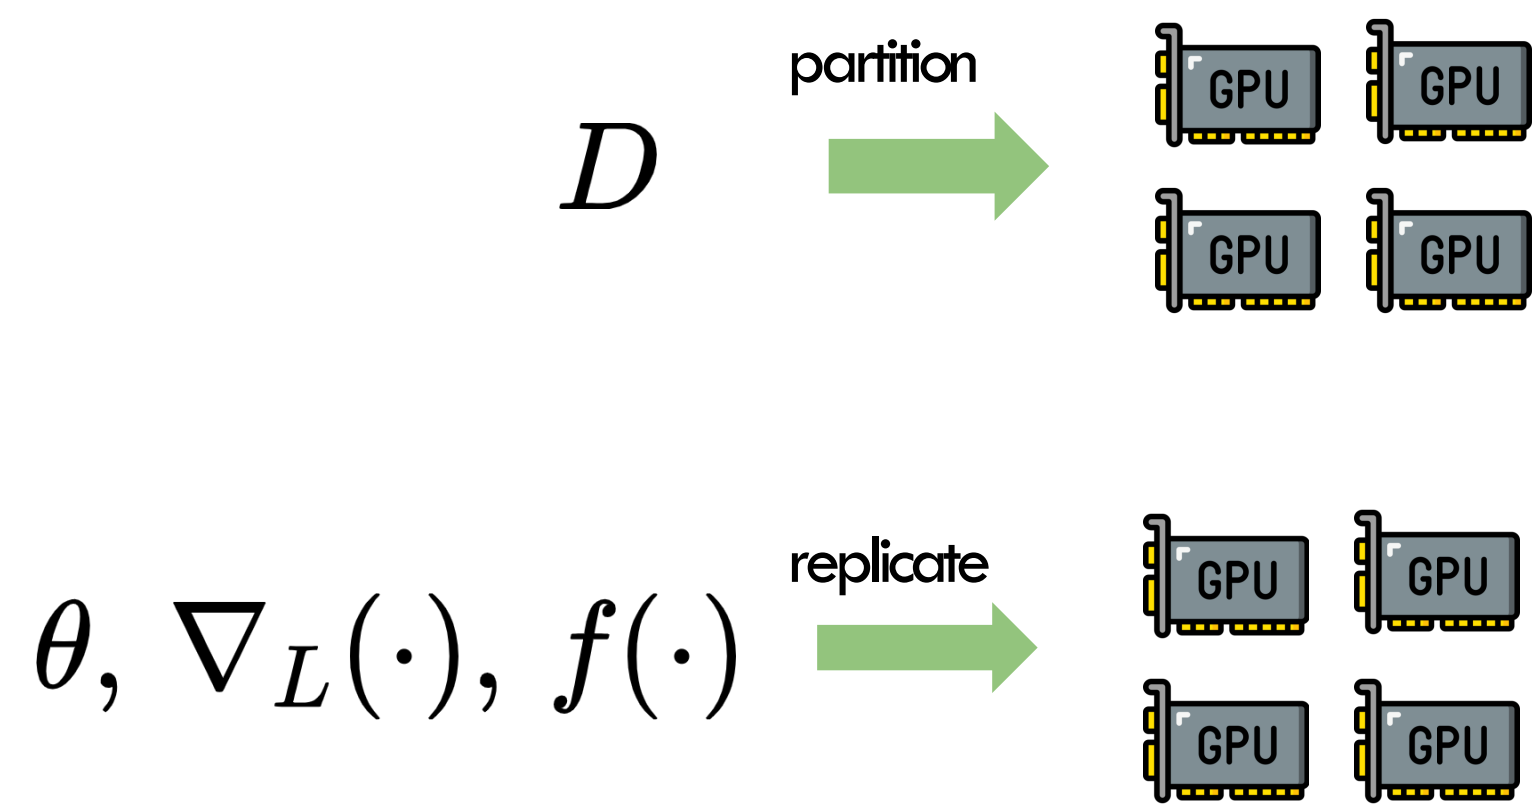 partition
GPU GPU
D
GPU GPU
replicate
GPU GPU
θ, ∇_L(·), f(·)
GPU GPU